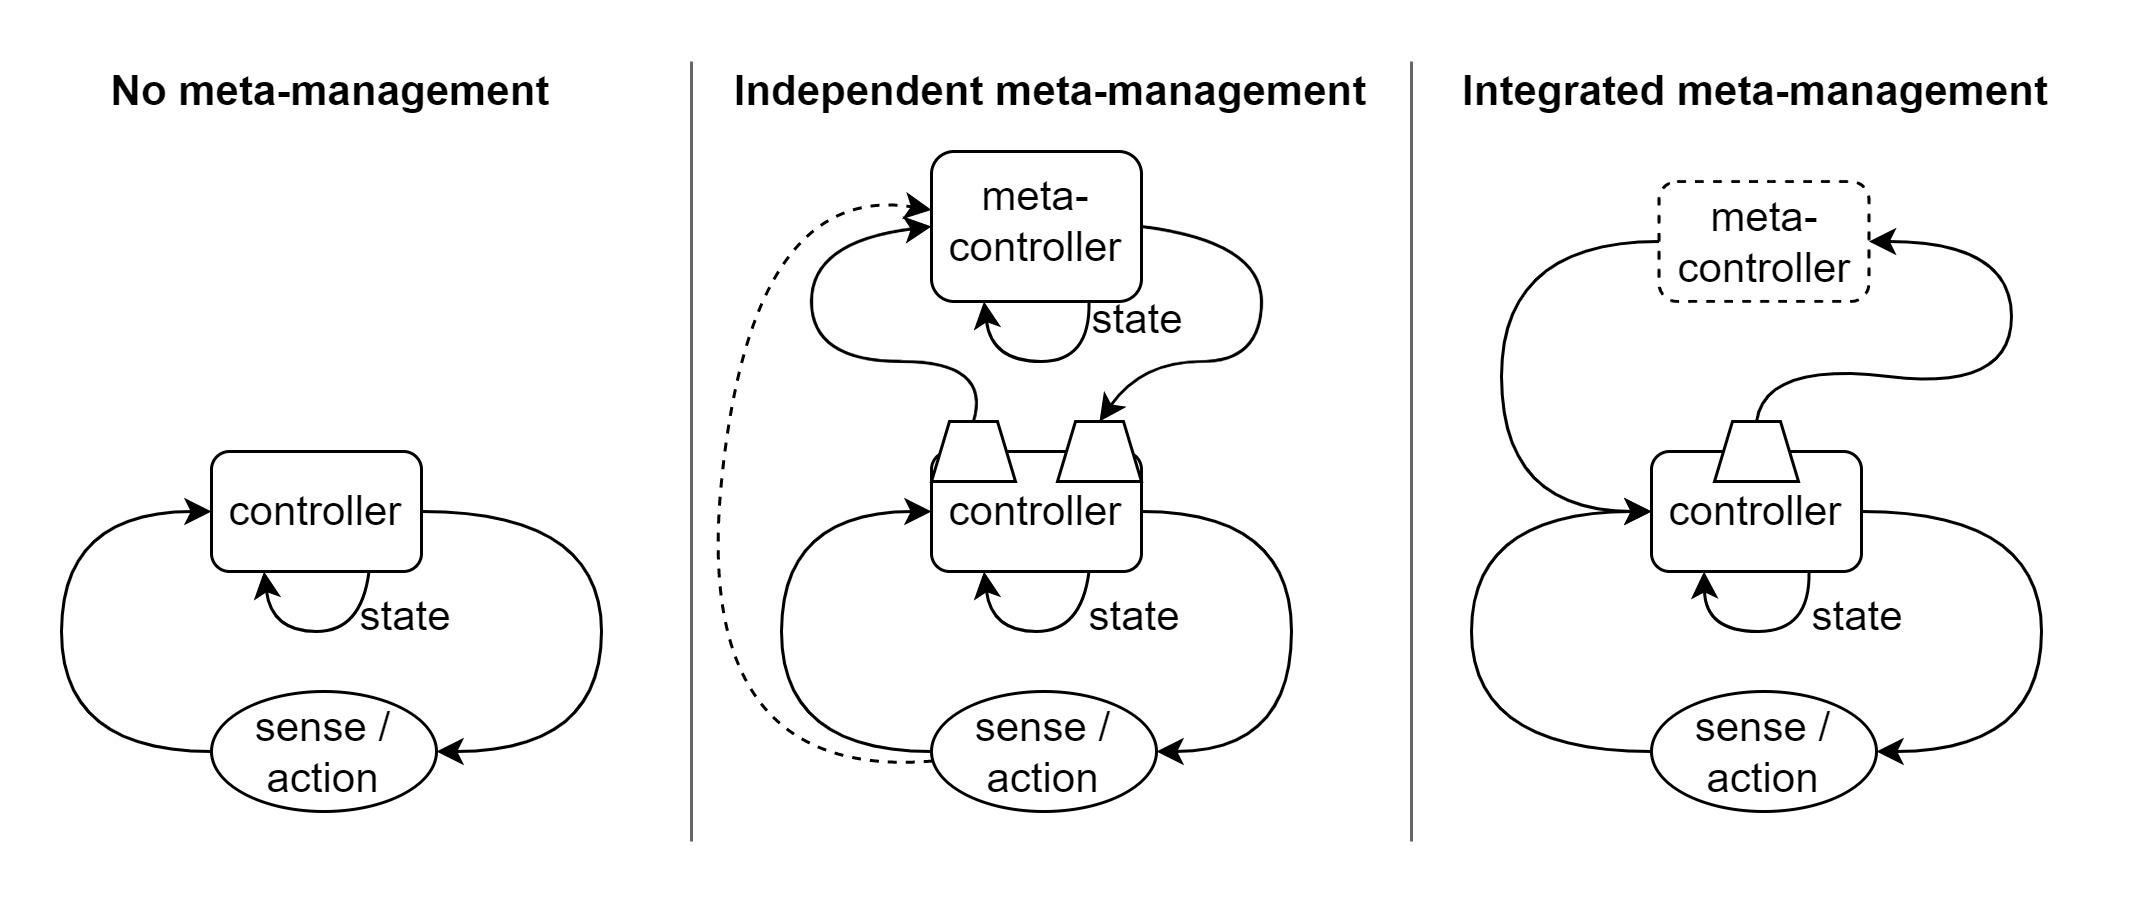 No meta-management
controller
state
sense /
action
Independent meta-management
meta-
controller
state
controller
state
sense /
action
Integrated meta-management
meta-
controller
controller
state
sense /
action